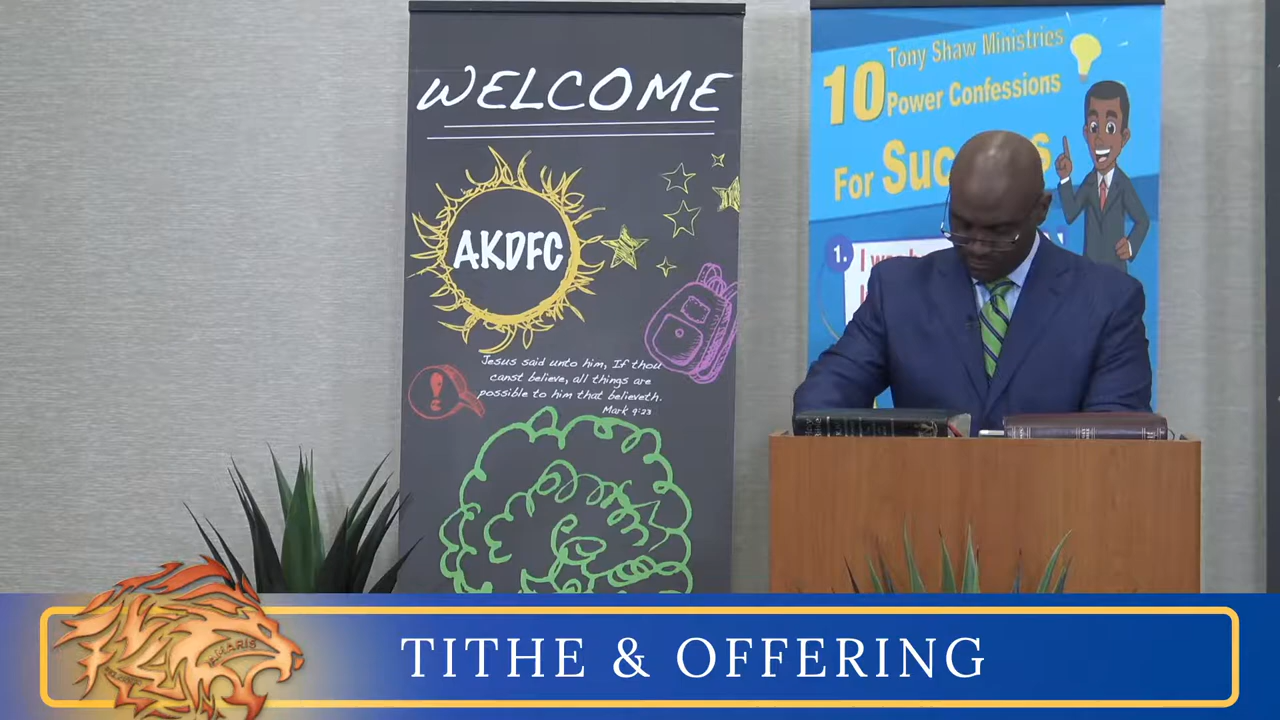 WELCOME
AKDFC
Jesus said unto him, If thou
canst believe, all things are
possible to him that believeth.
Mark 9:23
Tony Shaw Ministries
10 Power Confessions
For
1.
TITHE & OFFERING